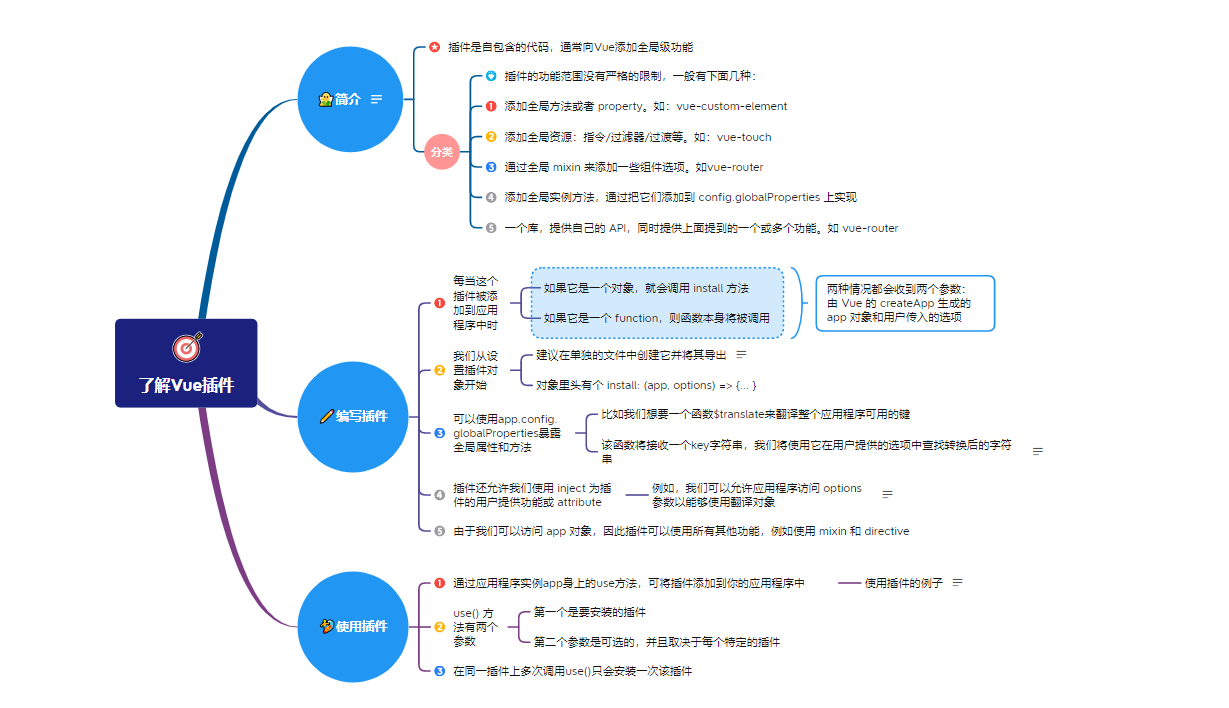 了解Vue插件
简介
插件是自包含的代码，通常向Vue添加全局级功能
分类
插件的功能范围没有严格的限制，一般有下面几种：
1 添加全局方法或者 property。如：vue-custom-element
2 添加全局资源：指令/过滤器/过渡等。如：vue-touch
3 通过全局 mixin 来添加一些组件选项。如vue-router
4 添加全局实例方法，通过把它们添加到 config.globalProperties 上实现
5 一个库，提供自己的 API，同时提供上面提到的一个或多个功能。如 vue-router
编写插件
1 每当这个
插件被添
加到应用
程序中时
如果它是一个对象，就会调用 install 方法
如果它是一个 function，则函数本身将被调用
两种情况都会收到两个参数：
由 Vue 的 createApp 生成的
app 对象和用户传入的选项
2 我们从设
置插件对
象开始
建议在单独的文件中创建它并将其导出
对象里头有个 install: (app, options) => {... }
3 可以使用app.config.
globalProperties暴露
全局属性和方法
比如我们想要一个函数$translate来翻译整个应用程序可用的键
该函数将接收一个key字符串，我们将使用它在用户提供的选项中查找转换后的字符
串
4 插件还允许我们使用 inject 为插
件的用户提供功能或 attribute
例如，我们可以允许应用程序访问 options
参数以能够使用翻译对象
5 由于我们可以访问 app 对象，因此插件可以使用所有其他功能，例如使用 mixin 和 directive
使用插件
1 通过应用程序实例app身上的use方法，可将插件添加到你的应用程序中
使用插件的例子
2 use() 方
法有两个
参数
第一个是要安装的插件
第二个参数是可选的，并且取决于每个特定的插件
3 在同一插件上多次调用use()只会安装一次该插件